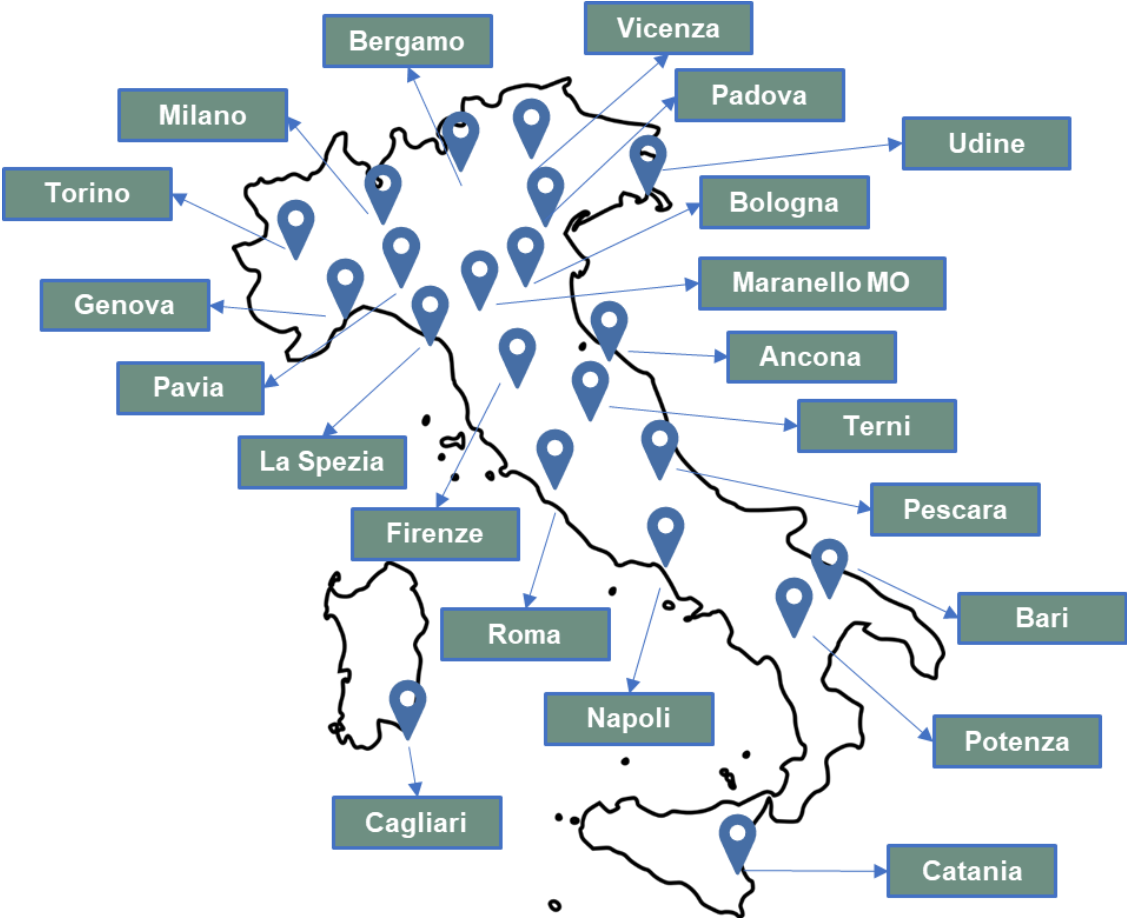 Vicenza
Bergamo
Padova
Milano
Udine
Torino
Bologna
Maranello MO
Genova
Ancona
Pavia
Terni
La Spezia
Pescara
Firenze
Bari
Roma
Napoli
Potenza
Cagliari
Catania